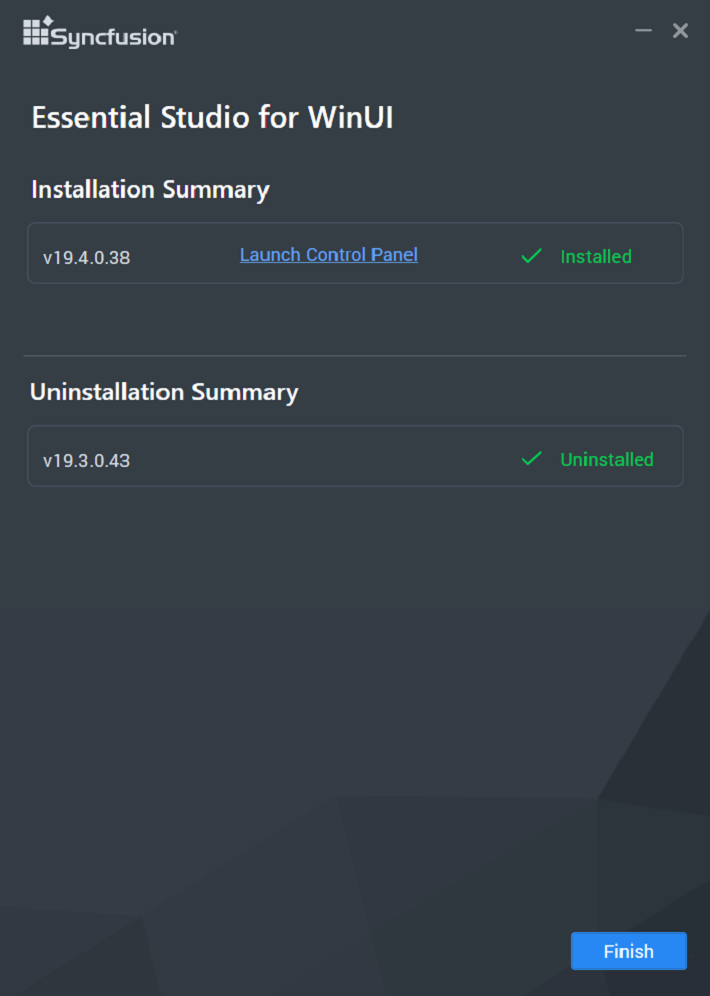 Syncfusion
Essential Studio for WinUI
Installation Summary
v19.4.0.38 Launch Control Panel Installed
Uninstallation Summary
v19.3.0.43 Uninstalled
Finish